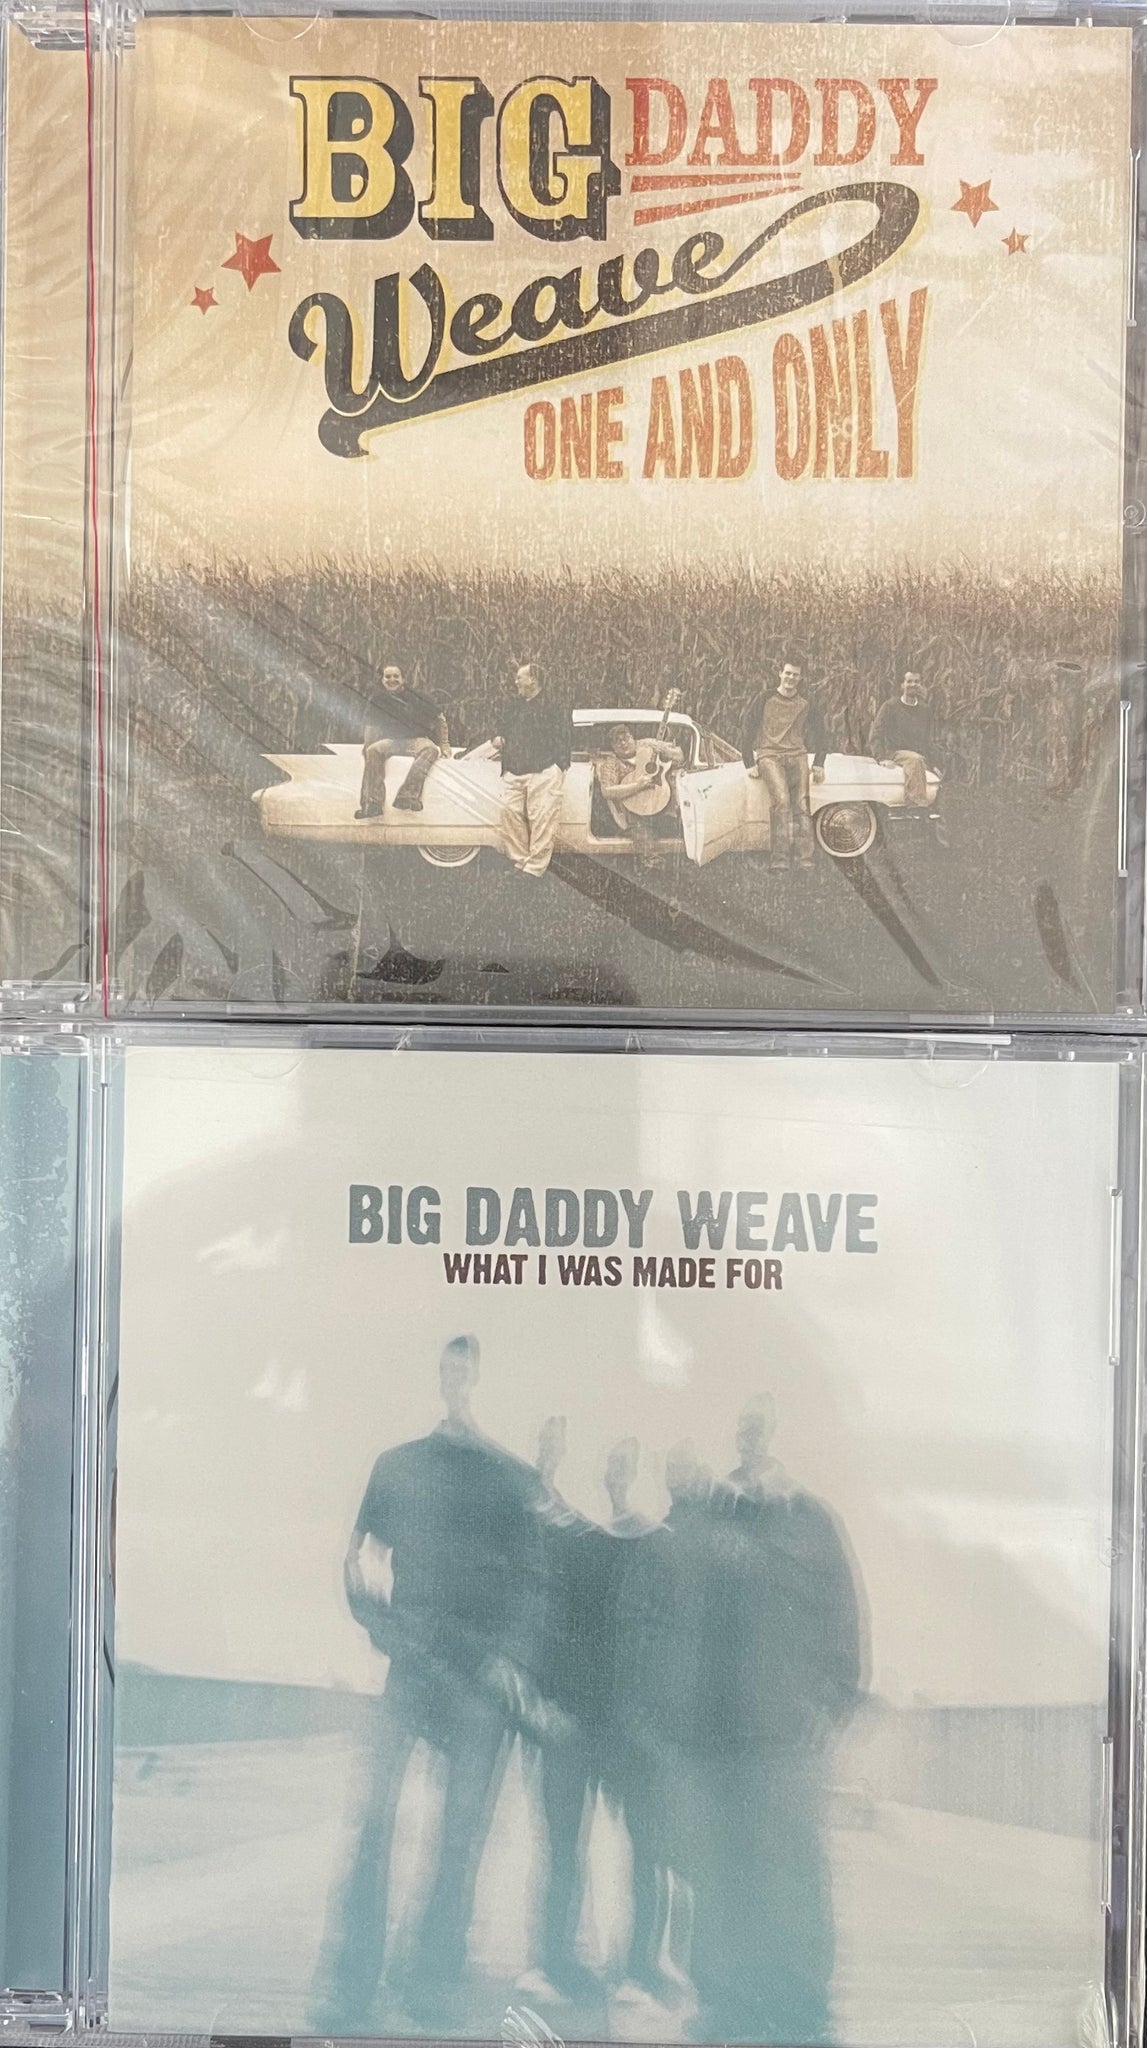 BIG DADDY
Weave
ONE AND ONLY
BIG DADDY WEAVE
WHAT I WAS MADE FOR